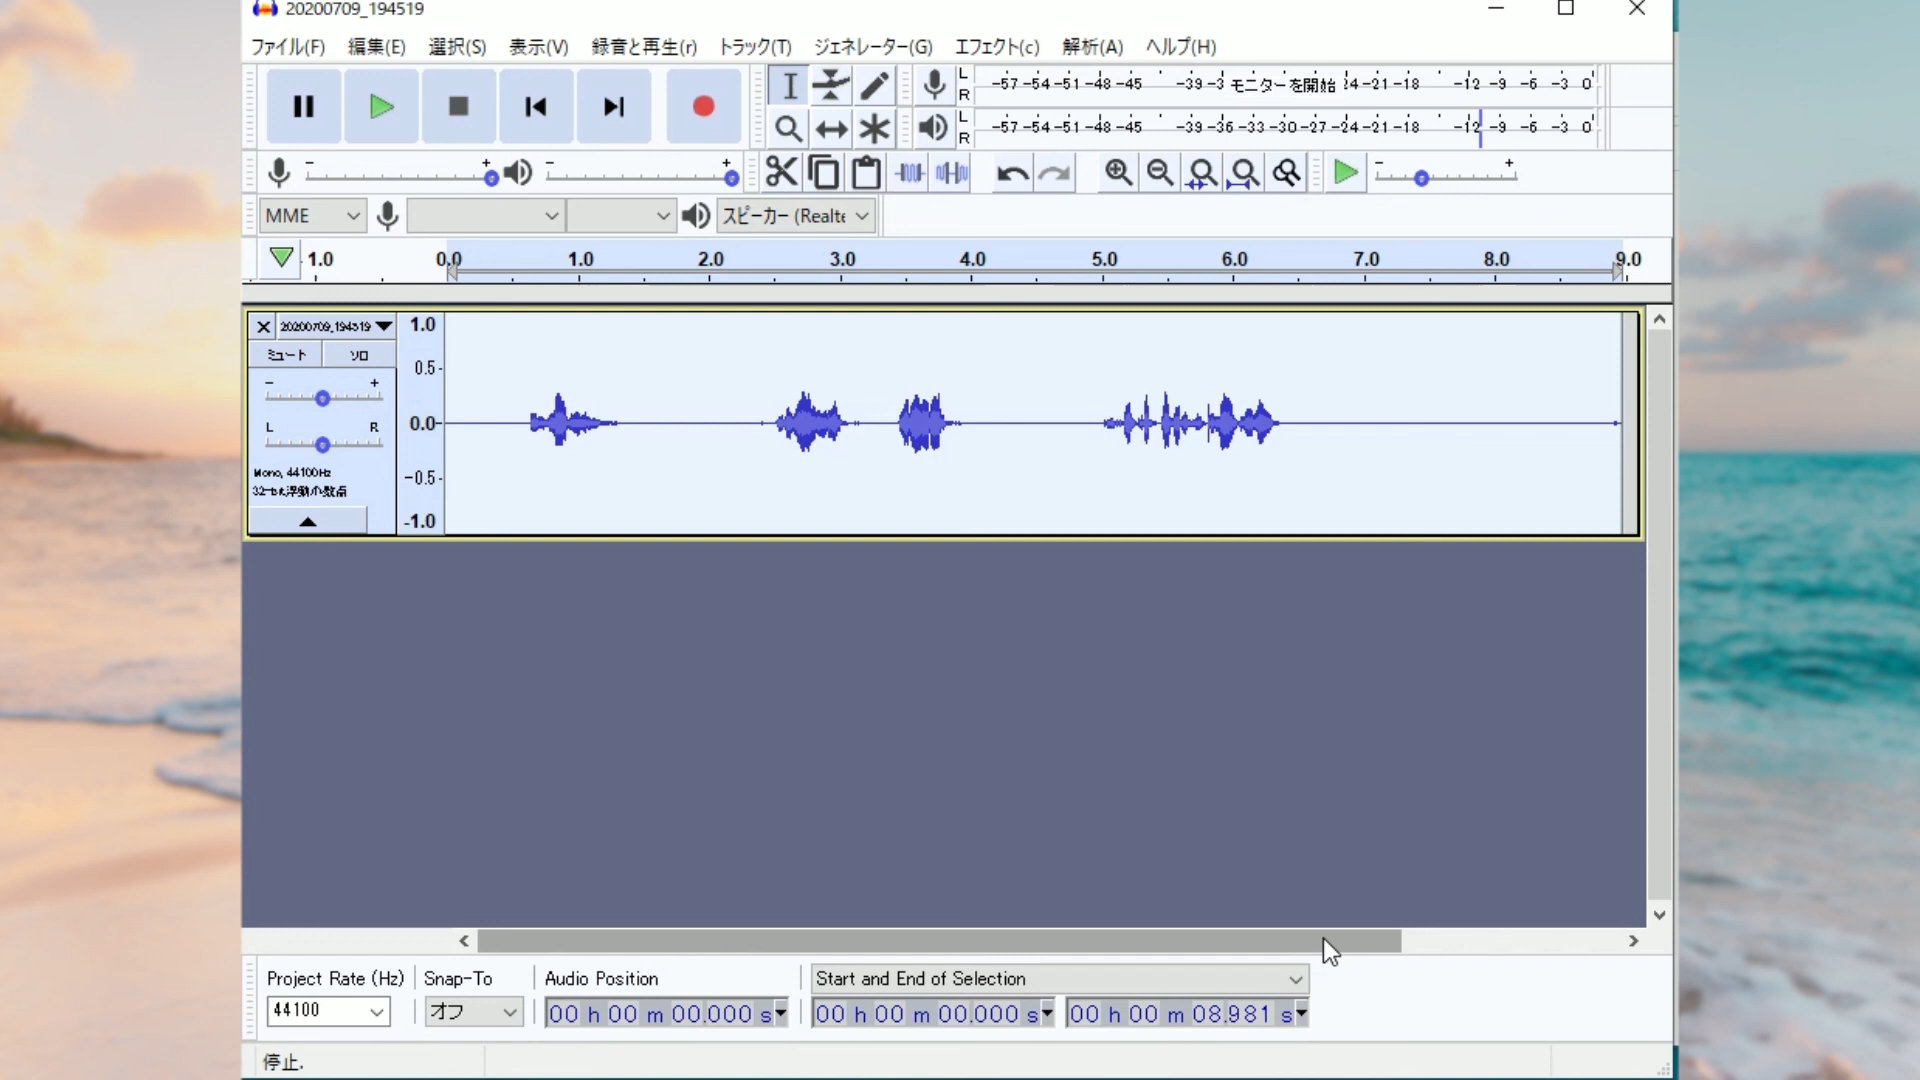 20200709_194519
ファイル(F) 編集(E) 選択(S) 表示(V) 録音と再生(r) トラック(T) ジェネレーター(G) エフェクト(c) 解析(A) ヘルプ(H)
L R -57 -54 -51 -48 -45 -39 -3 モニターを開始 24 -21 -18 -12 -9 -6 -3 0
L R -57 -54 -51 -48 -45 -39 -36 -33 -30 -27 -24 -21 -18 -12 -9 -6 -3 0
- + - + - +
MME スピーカー (Realte
1.0 0.0 1.0 2.0 3.0 4.0 5.0 6.0 7.0 8.0 9.0
20200709_194519
ミュート ソロ
- +
L R
Mono, 44100Hz
32-bit 浮動小数点
1.0
0.5
0.0
-0.5
-1.0
Project Rate (Hz) Snap-To Audio Position Start and End of Selection
44100 オフ 00 h 00 m 00.000 s 00 h 00 m 00.000 s 00 h 00 m 08.981 s
停止.